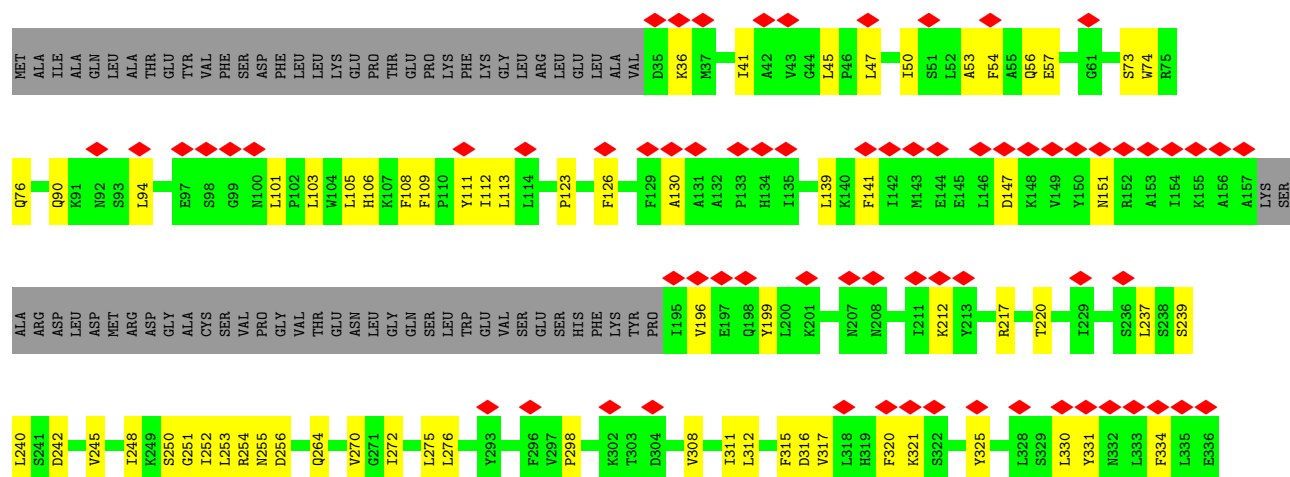 MET ALA ILE ALA GLN LEU ALA THR GLU TYR VAL PHE SER ASP PHE LEU LEU LYS GLU PRO THR GLU PRO LYS PHE LYS GLY LEU ARG LEU GLU LEU ALA VAL D35 K36 M37 I41 A42 V43 G44 L45 P46 L47 I50 S51 L52 A53 F54 A55 Q56 E57 G61 S73 W74 R75
Q76 Q90 K91 N92 S93 L94 E97 S98 G99 N100 L101 P102 L103 W104 L105 H106 K107 F108 F109 P110 Y111 I112 L113 L114 P123 F126 F129 A130 A131 A132 P133 H134 I135 L139 K140 F141 I142 M143 E144 E145 L146 D147 K148 V149 Y150 N151 R152 A153 I154 K155 A156 A157 LYS SER
ALA ARG ASP LEU ASP MET ARG ASP GLY ALA CYS SER VAL PRO GLY VAL THR GLU ASN LEU GLY GLN SER LEU TRP GLU VAL SER GLU SER HIS PHE LYS TYR PRO I195 V196 E197 Q198 Y199 L200 K201 N207 N208 I211 K212 Y213 R217 T220 I229 S236 L237 S238 S239
L240 S241 D242 V245 I248 K249 S250 G251 I252 L253 R254 N255 D256 Q264 V270 G271 I272 L275 L276 Y293 F296 V297 P298 K302 T303 D304 V308 I311 L312 F315 D316 V317 L318 H319 F320 K321 S322 Y325 L328 S329 L330 Y331 N332 L333 F334 L335 E336